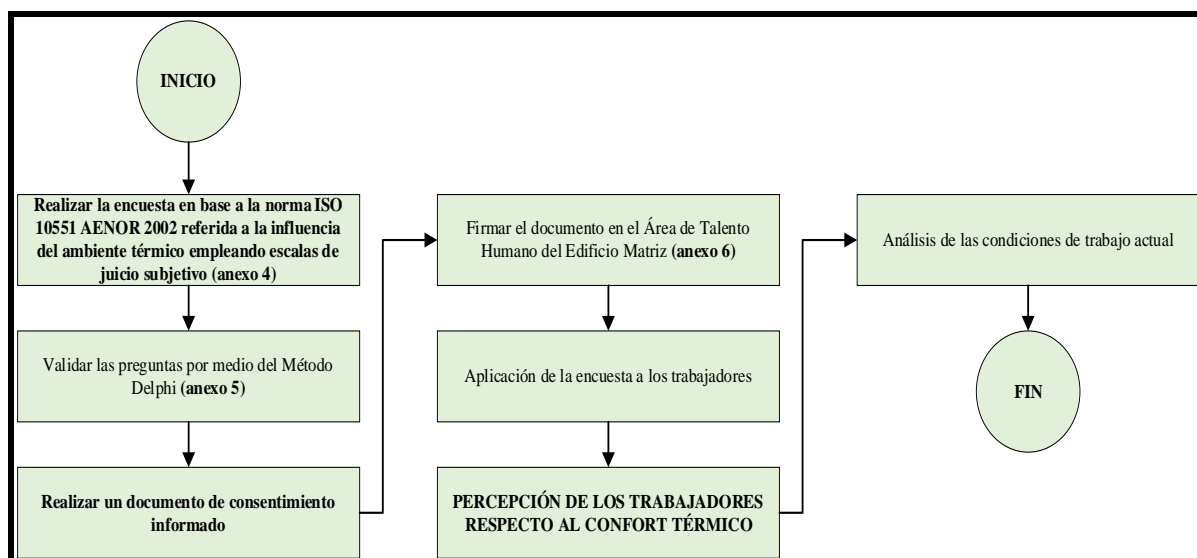 INICIO
Realizar la encuesta en base a la norma ISO
10551 AENOR 2002 referida a la influencia
del ambiente térmico empleando escalas de
juicio subjetivo (anexo 4)
Validar las preguntas por medio del Método
Delphi (anexo 5)
Realizar un documento de consentimiento
informado
Firmar el documento en el Área de Talento
Humano del Edificio Matriz (anexo 6)
Aplicación de la encuesta a los trabajadores
PERCEPCIÓN DE LOS TRABAJADORES
RESPECTO AL CONFORT TÉRMICO
Análisis de las condiciones de trabajo actual
FIN